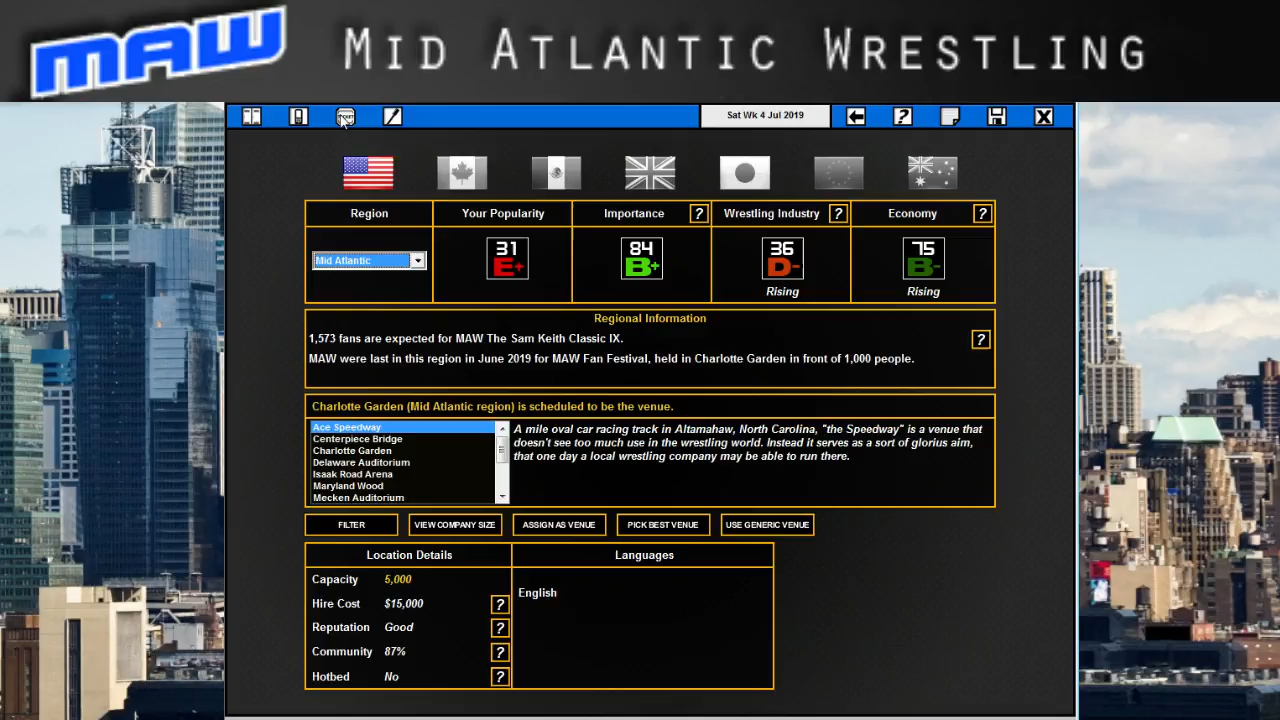 MAW MID ATLANTIC WRESTLING
Sat Wk 4 Jul 2019
?
Region
Your Popularity
Importance ?
Wrestling Industry ?
Economy ?
Mid Atlantic
31
E+
84
B+
36
D-
Rising
75
B-
Rising
Regional Information
1,573 fans are expected for MAW The Sam Keith Classic IX.
?
MAW were last in this region in June 2019 for MAW Fan Festival, held in Charlotte Garden in front of 1,000 people.
Charlotte Garden (Mid Atlantic region) is scheduled to be the venue.
Ace Speedway
Centerpiece Bridge
Charlotte Garden
Delaware Auditorium
Isaak Road Arena
Maryland Wood
Mecken Auditorium
A mile oval car racing track in Altamahaw, North Carolina, "the Speedway" is a venue that
doesn't see too much use in the wrestling world. Instead it serves as a sort of glorius aim,
that one day a local wrestling company may be able to run there.
FILTER
VIEW COMPANY SIZE
ASSIGN AS VENUE
PICK BEST VENUE
USE GENERIC VENUE
Location Details
Capacity 5,000
Hire Cost $15,000 ?
Reputation Good ?
Community 87% ?
Hotbed No ?
Languages
English